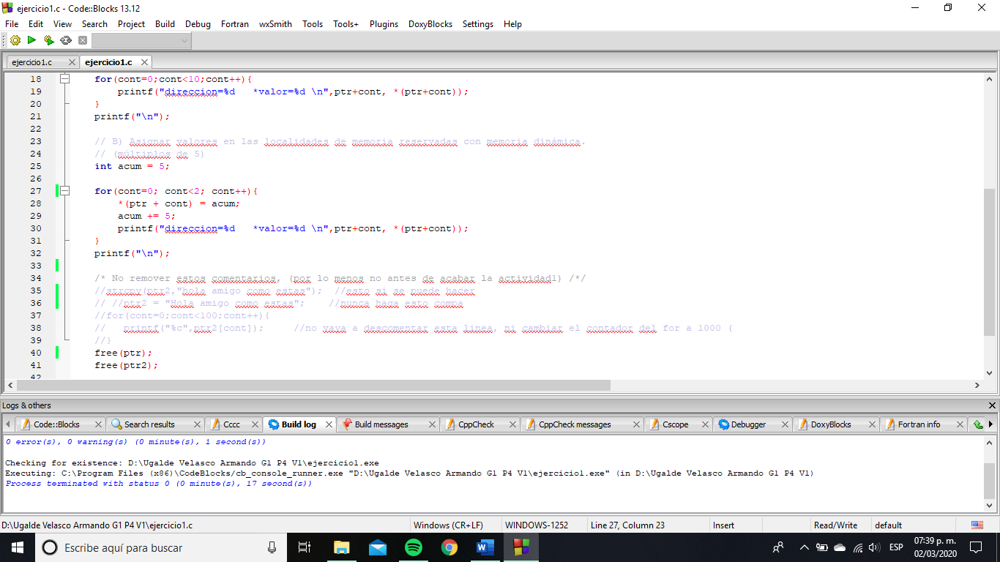 ejercicio1.c - Code::Blocks 13.12
File Edit View Search Project Build Debug Fortran wxSmith Tools Tools+ Plugins DoxyBlocks Settings Help
ejercicio1.c ejercicio1.c
18 for(cont=0;cont<10;cont++){
19 printf("direccion=%d   *valor=%d \n",ptr+cont, *(ptr+cont));
20 }
21 printf("\n");
22
23 // B) Asignar valores en las localidades de memoria reservadas con memoria dinámica.
24 // (múltiplos de 5)
25 int acum = 5;
26
27 for(cont=0; cont<2; cont++){
28 *(ptr + cont) = acum;
29 acum += 5;
30 printf("direccion=%d   *valor=%d \n",ptr+cont, *(ptr+cont));
31 }
32 printf("\n");
33
34 /* No remover estos comentarios, (por lo menos no antes de acabar la actividad1) /*/
35 //strcpy(ptr2,"hola amigo como estas");  //esto si se puede hacer
36 // //ptr2 = "Hola amigo como estas";    //nunca haga esto compa
37 //for(cont=0;cont<100;cont++){
38 //   printf("%c",ptr2[cont]);     //no vaya a descomentar esta linea, ni cambiar el contador del for a 1000 (
39 //}
40 free(ptr);
41 free(ptr2);
42
Logs & others
Code::Blocks Search results Cccc Build log Build messages CppCheck CppCheck messages Cscope Debugger DoxyBlocks Fortran info
0 error(s), 0 warning(s) (0 minute(s), 1 second(s))
Checking for existence: D:\Ugalde Velasco Armando G1 P4 V1\ejercicio1.exe
Executing: C:\Program Files (x86)\CodeBlocks/cb_console_runner.exe "D:\Ugalde Velasco Armando G1 P4 V1\ejercicio1.exe" (in D:\Ugalde Velasco Armando G1 P4 V1)
Process terminated with status 0 (0 minute(s), 17 second(s))
D:\Ugalde Velasco Armando G1 P4 V1\ejercicio1.c Windows (CR+LF) WINDOWS-1252 Line 27, Column 23 Insert Read/Write default
Escribe aquí para buscar ESP 07:39 p. m.
02/03/2020